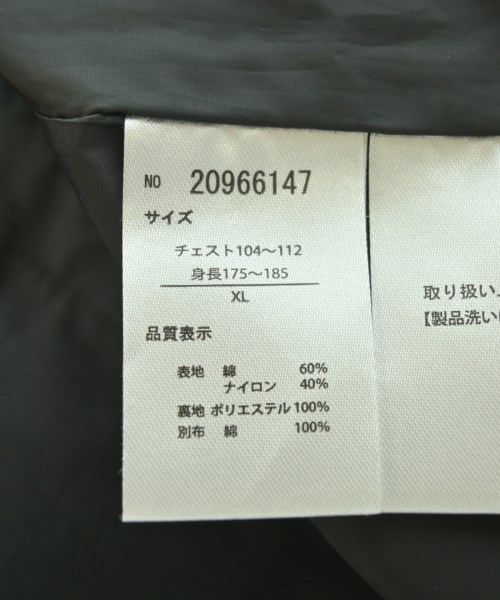 NO 20966147
サイズ
チェスト104～112
身長175～185
XL
品質表示
表地 綿 60%
ナイロン 40%
裏地 ポリエステル 100%
別布 綿 100%
取り扱い
【製品洗い